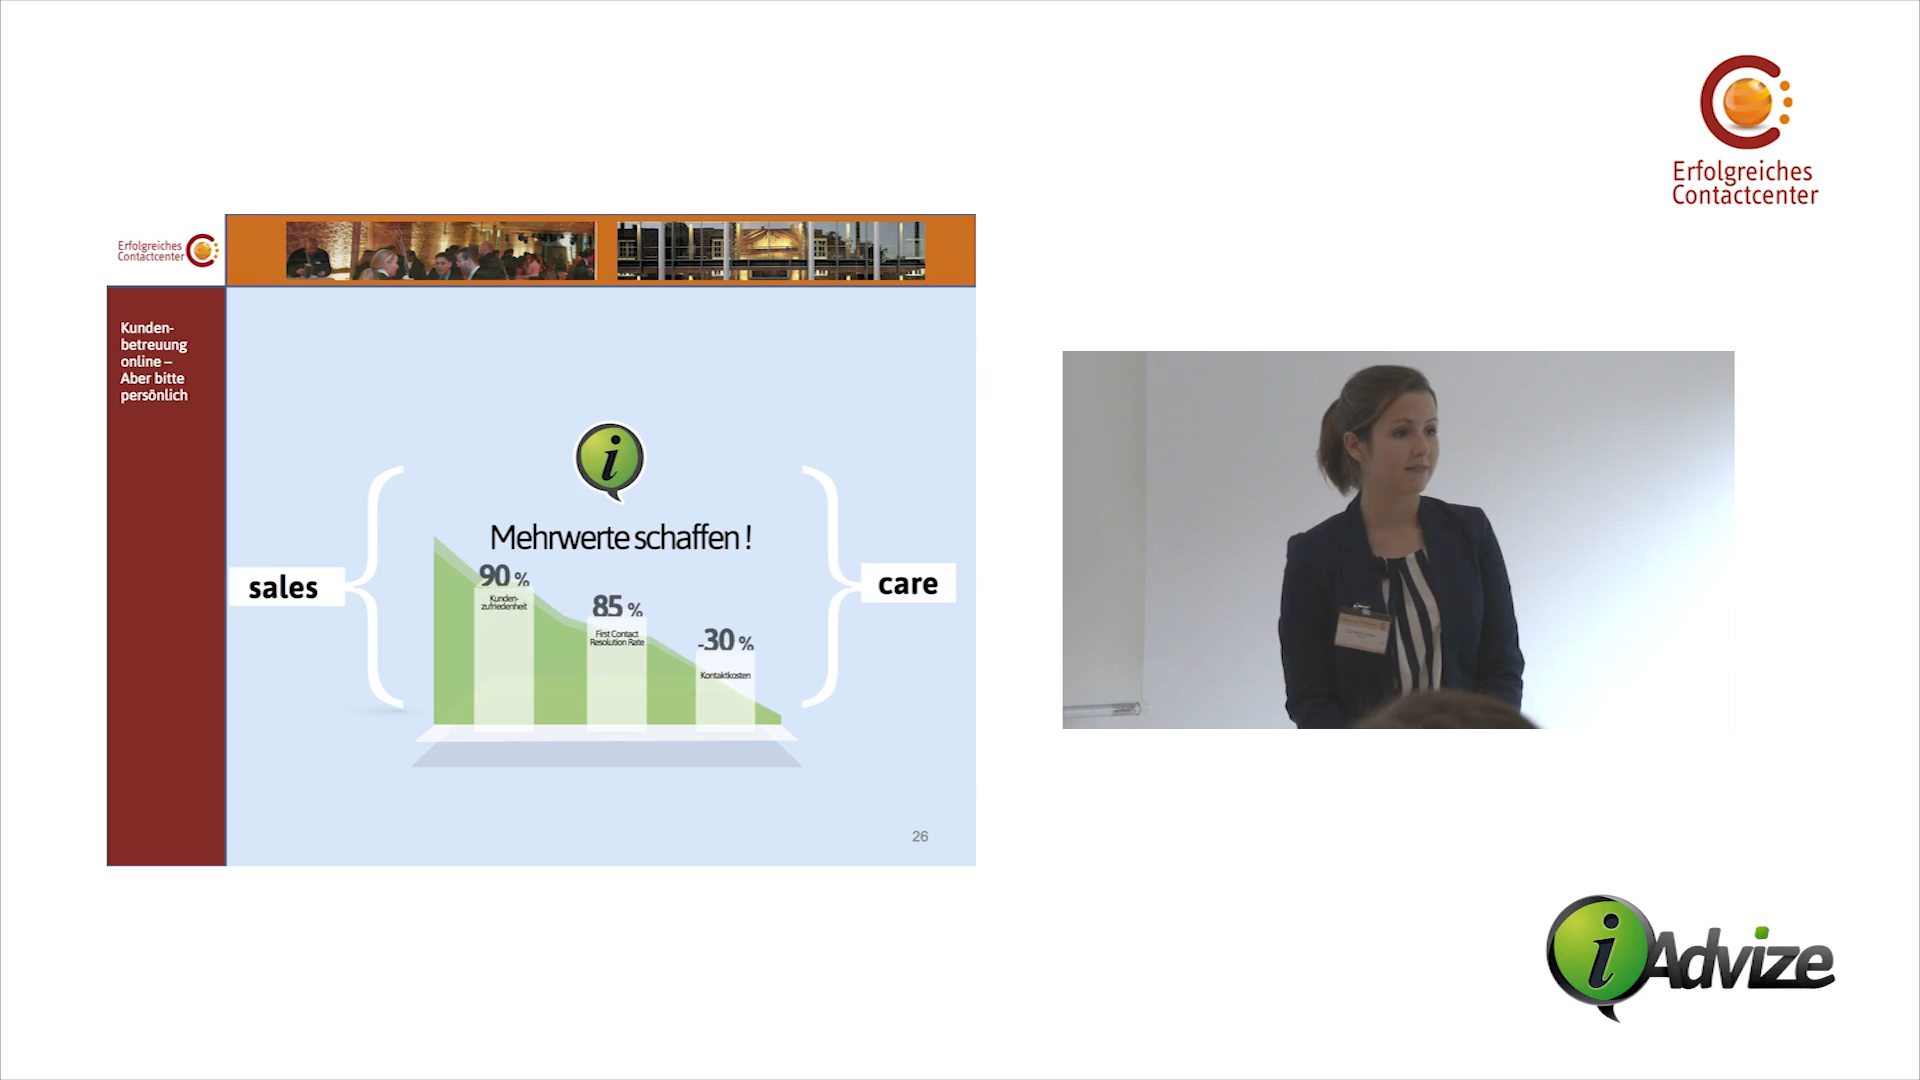 Erfolgreiches
Contactcenter
Erfolgreiches
Contactcenter
Kunden-
betreuung
online –
Aber bitte
persönlich
i
Mehrwerte schaffen !
sales
care
90 %
Kunden-
zufriedenheit
85 %
First Contact
Resolution Rate
-30 %
Kontaktkosten
26
iAdvize